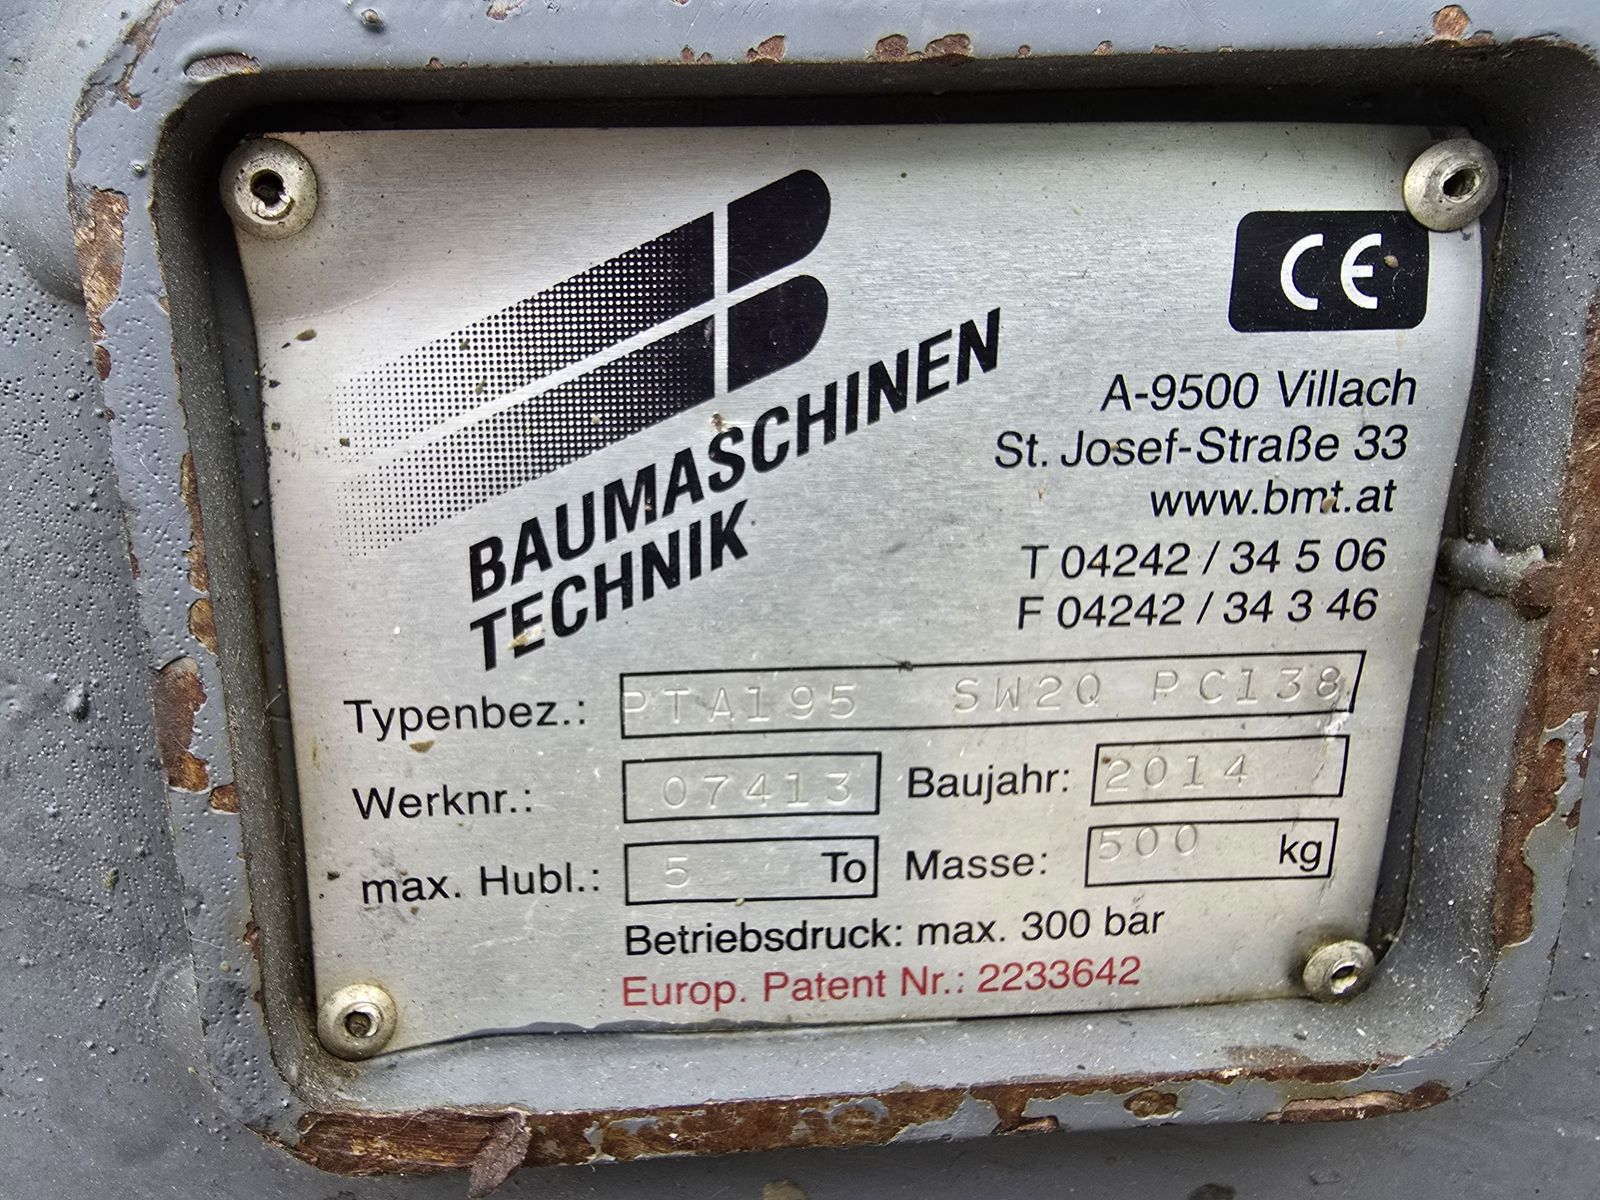 BAUMASCHINEN
TECHNIK
CE
A-9500 Villach
St. Josef-Straße 33
www.bmt.at
T 04242 / 34 5 06
F 04242 / 34 3 46
Typenbez.: PTA195 SW2Q PC138
Werknr.: 07413 Baujahr: 2014
max. Hubl.: 5 To Masse: 500 kg
Betriebsdruck: max. 300 bar
Europ. Patent Nr.: 2233642